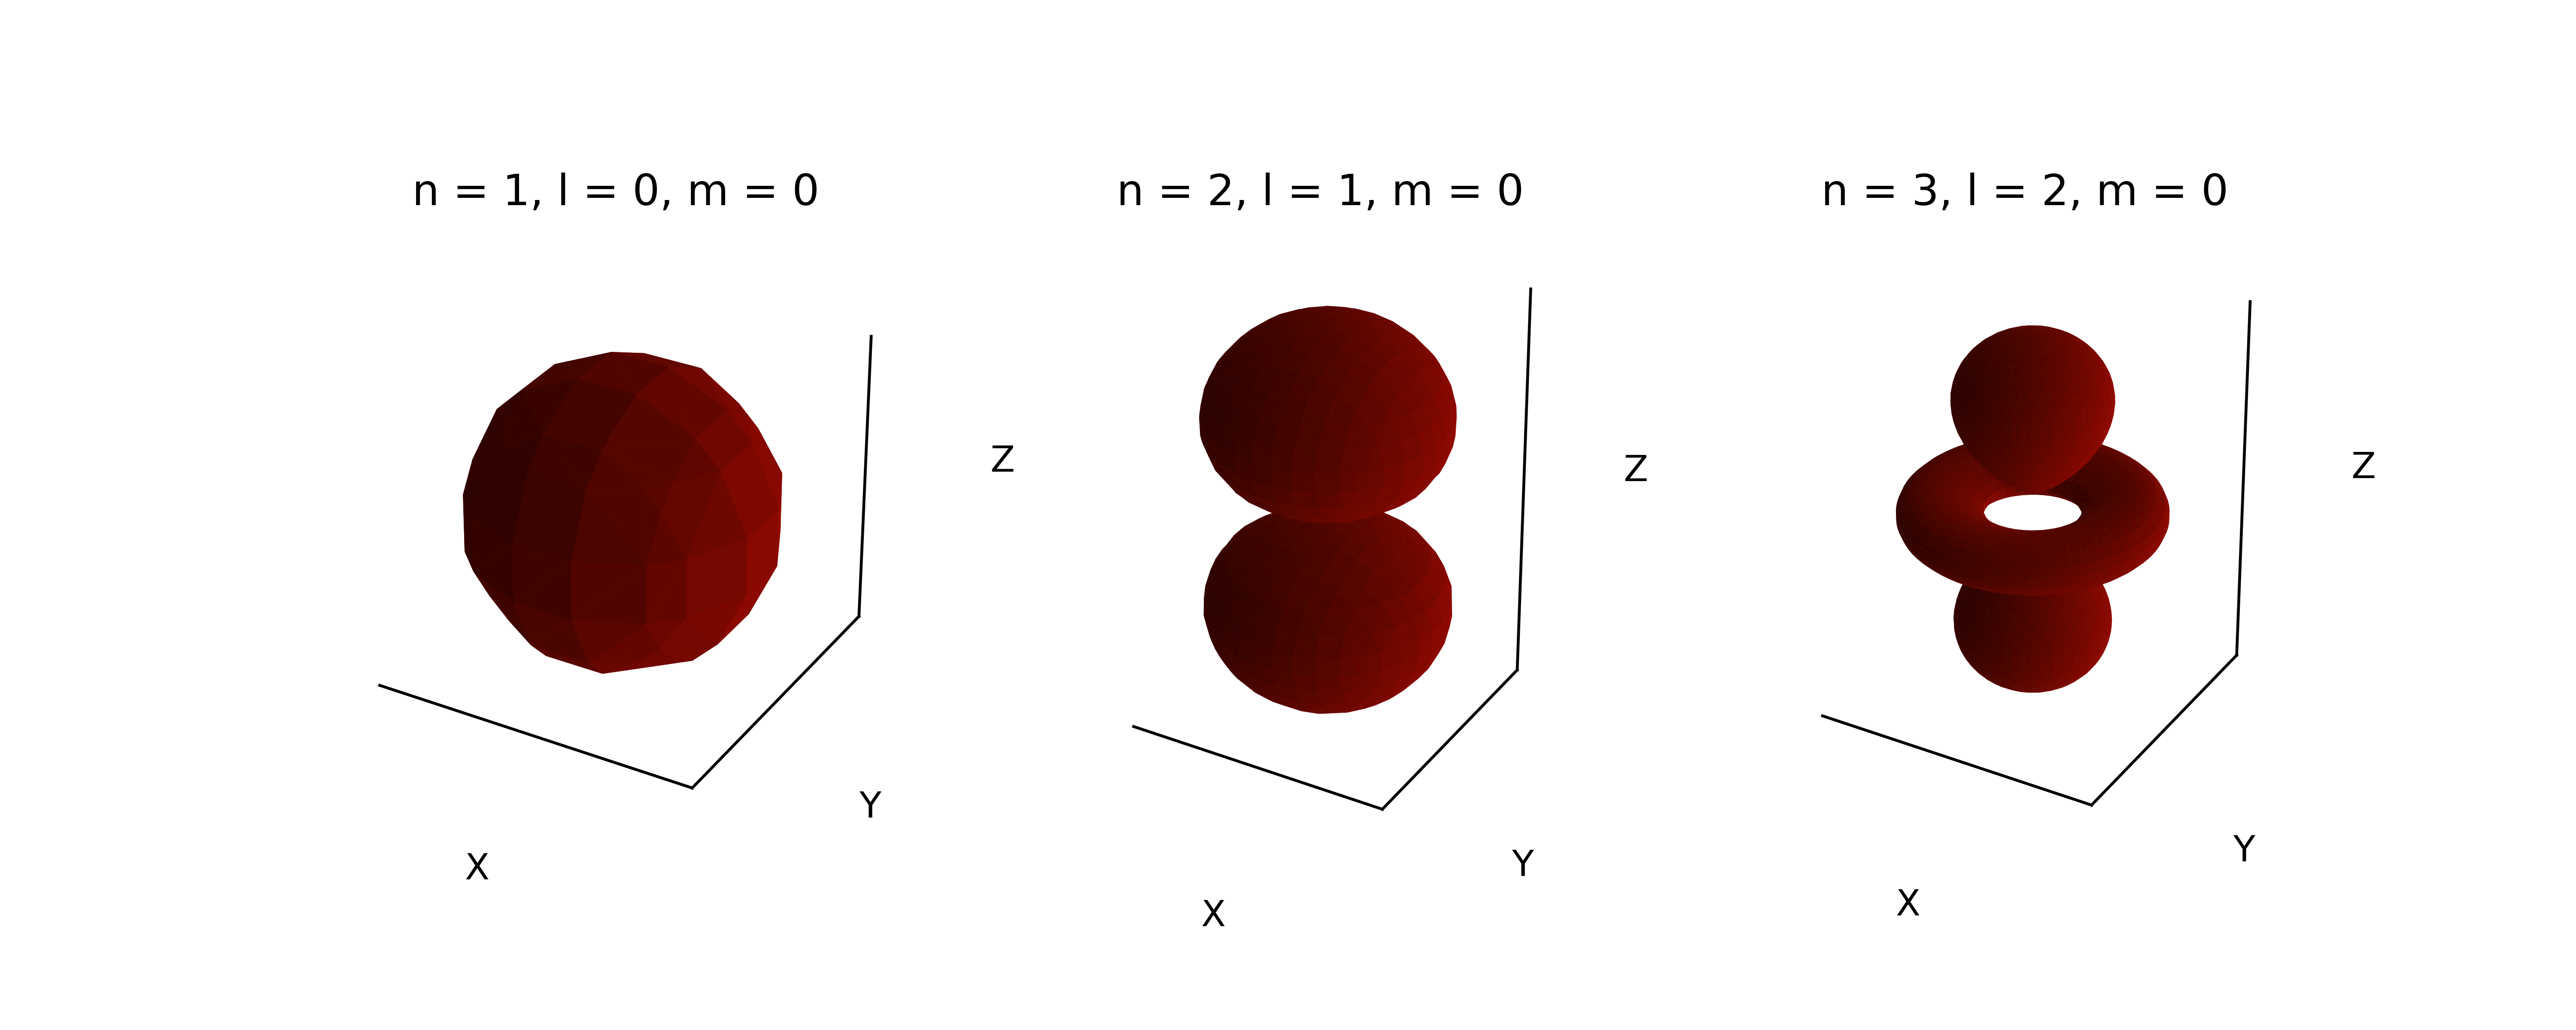 n = 1, l = 0, m = 0
n = 2, l = 1, m = 0
n = 3, l = 2, m = 0
Z
Y
X
Z
Y
X
Z
Y
X